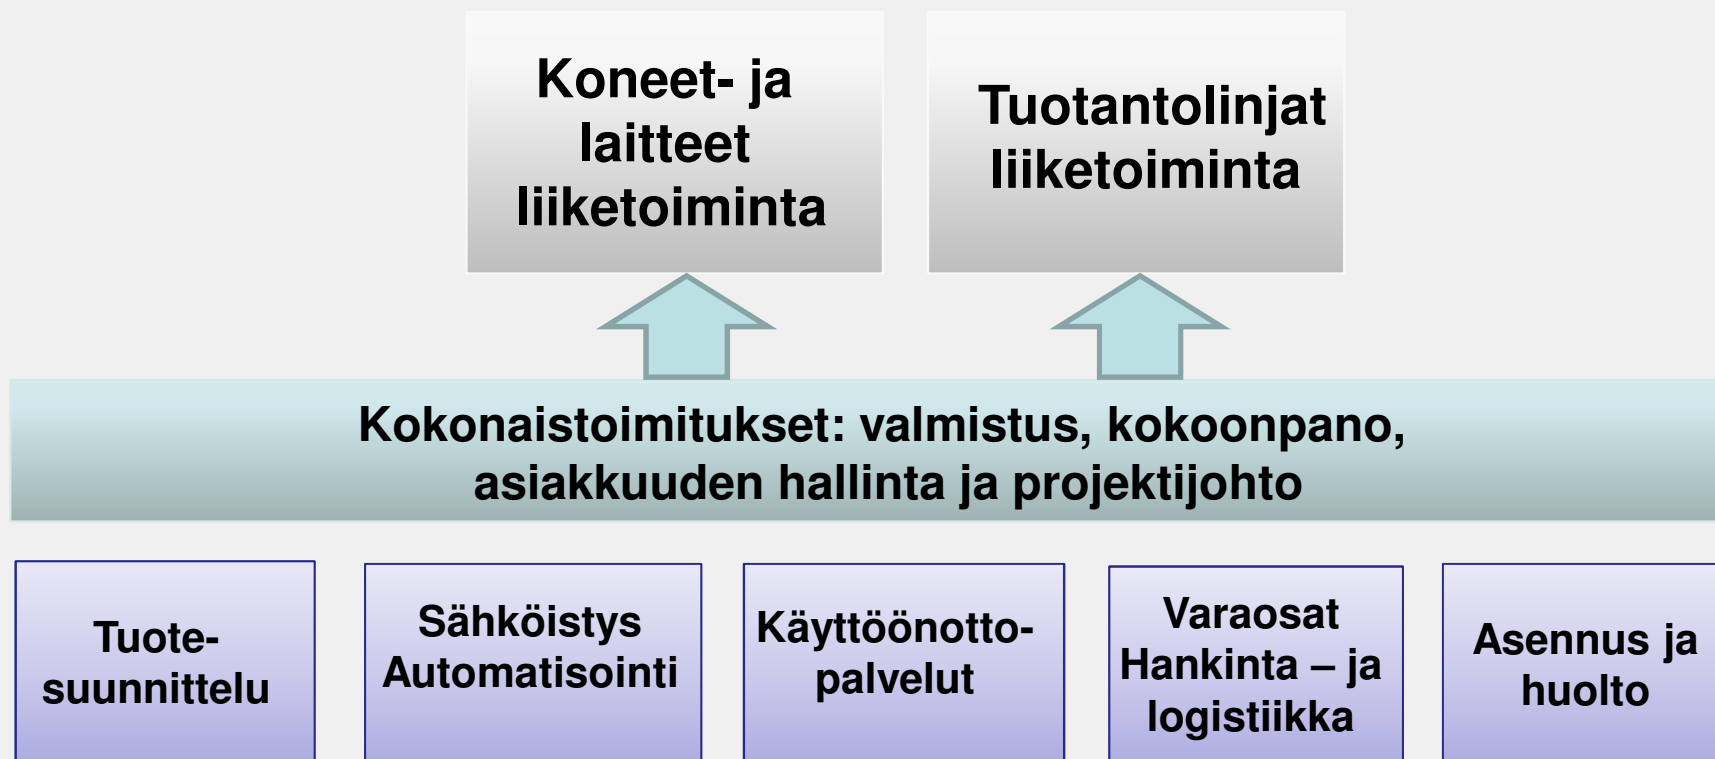 Koneet- ja
laitteet
liiketoiminta
Tuotantolinjat
liiketoiminta
Kokonaistoimitukset: valmistus, kokoonpano,
asiakkuuden hallinta ja projektijohto
Tuote-
suunnittelu
Sähköistys
Automatisointi
Käyttöönotto-
palvelut
Varaosat
Hankinta – ja
logistiikka
Asennus ja
huolto